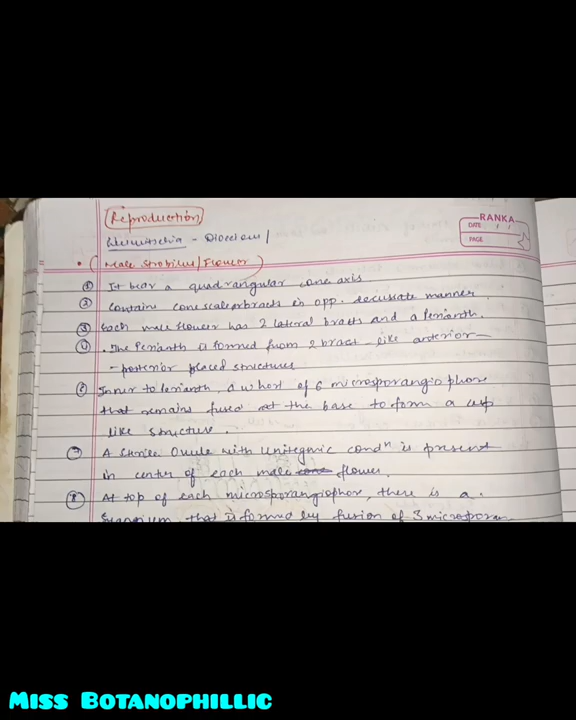 Reproduction
RANKA
DATE / /
PAGE
Welwitschia - Dioecious /
• (Male Strobilus/Flower)
① It bear a quadrangular cone axis
② Contains cone scales or bracts in opp. decussate manner.
③ Each male flower has 2 lateral bracts and a Perianth.
④ . The Perianth is formed from 2 bract - like anterior -
- posterior placed structures
⑥ Inner to Perianth, a whorl of 6 microsporangiophore
that remains fused at the base to form a cup
like structure.
⑦ A sterile Ovule with Unitegmic condⁿ is present
in center of each male cone flower.
⑧ At top of each microsporangiophor, there is a
Synangium that is formed by fusion of 3 microsporan
MISS BOTANOPHILLIC